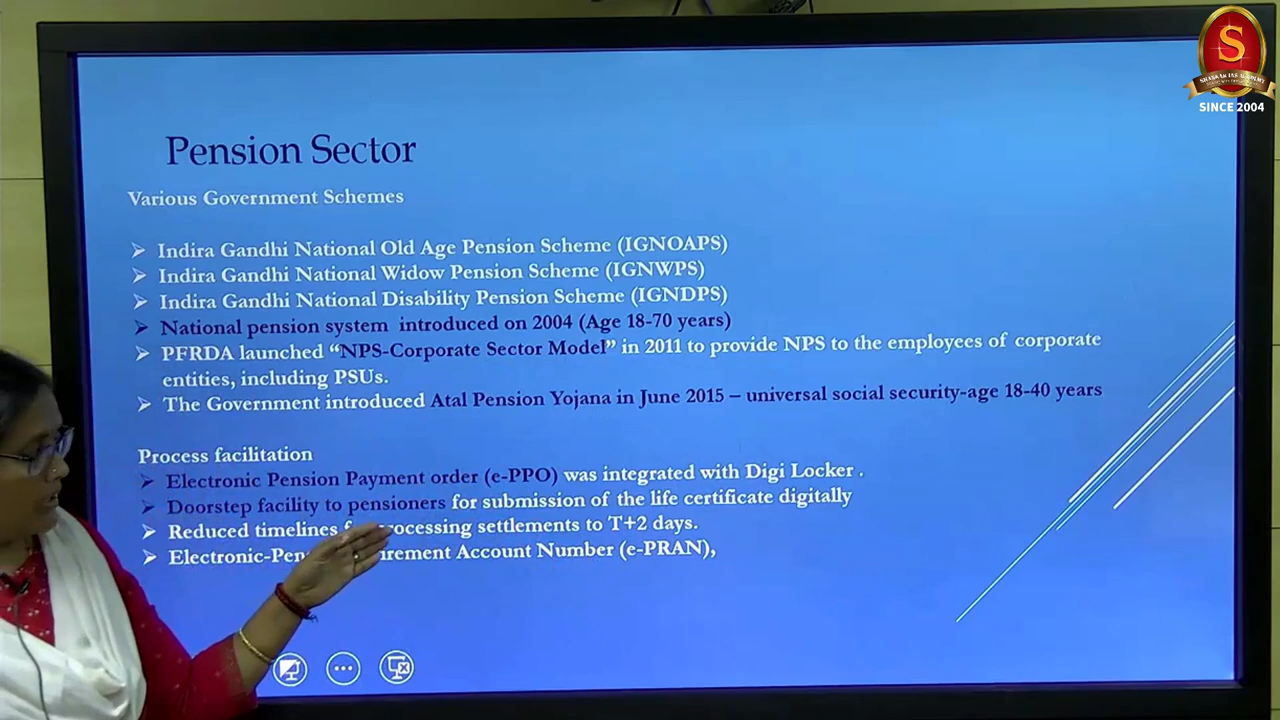 S
SHANKAR IAS ACADEMY
SINCE 2004
Pension Sector
Various Government Schemes
➢ Indira Gandhi National Old Age Pension Scheme (IGNOAPS)
➢ Indira Gandhi National Widow Pension Scheme (IGNWPS)
➢ Indira Gandhi National Disability Pension Scheme (IGNDPS)
➢ National pension system introduced on 2004 (Age 18-70 years)
➢ PFRDA launched “NPS-Corporate Sector Model” in 2011 to provide NPS to the employees of corporate
entities, including PSUs.
➢ The Government introduced Atal Pension Yojana in June 2015 – universal social security-age 18-40 years
Process facilitation
➢ Electronic Pension Payment order (e-PPO) was integrated with Digi Locker .
➢ Doorstep facility to pensioners for submission of the life certificate digitally
➢ Reduced timelines processing settlements to T+2 days.
➢ Electronic- Account Number (e-PRAN),